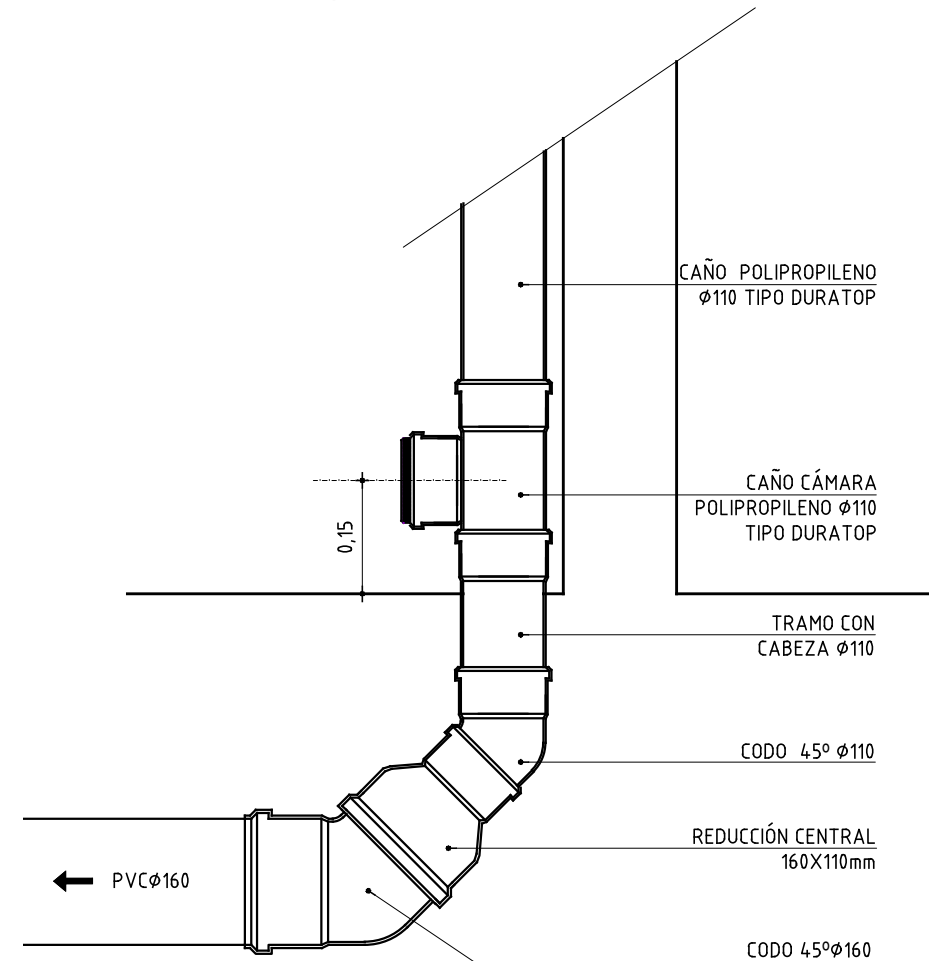 CAÑO POLIPROPILENO
Ø110 TIPO DURATOP
CAÑO CÁMARA
POLIPROPILENO Ø110
TIPO DURATOP
0,15
TRAMO CON
CABEZA Ø110
CODO 45º Ø110
REDUCCIÓN CENTRAL
160X110mm
PVCØ160
CODO 45ºØ160